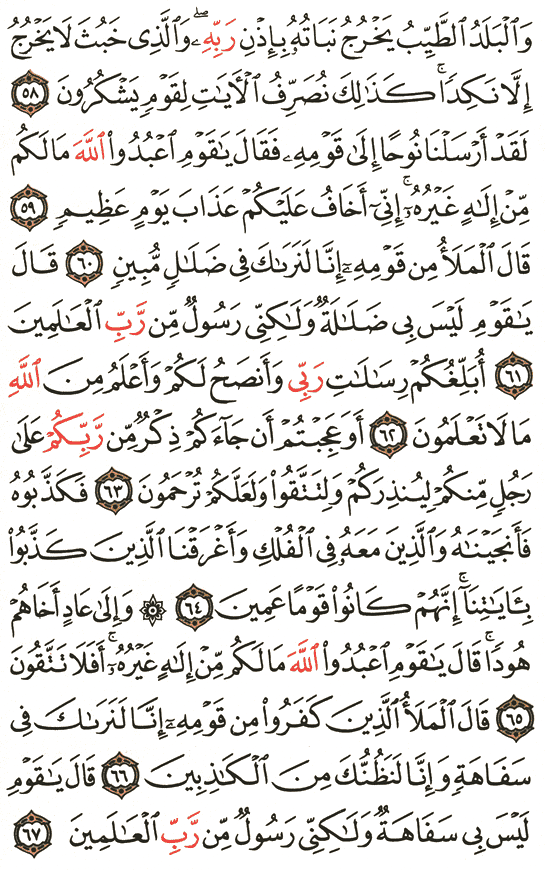 وَٱلْبَلَدُ ٱلطَّيِّبُ يَخْرُجُ نَبَاتُهُۥ بِإِذْنِ رَبِّهِۦۖ وَٱلَّذِى خَبُثَ لَا يَخْرُجُ
إِلَّا نَكِدًاۚ كَذَٰلِكَ نُصَرِّفُ ٱلْءَايَٰتِ لِقَوْمٍ يَشْكُرُونَ ٥٨
لَقَدْ أَرْسَلْنَا نُوحًا إِلَىٰ قَوْمِهِۦ فَقَالَ يَٰقَوْمِ ٱعْبُدُوا۟ ٱللَّهَ مَا لَكُم
مِّنْ إِلَٰهٍ غَيْرُهُۥٓۚ إِنِّىٓ أَخَافُ عَلَيْكُمْ عَذَابَ يَوْمٍ عَظِيمٍ ٥٩
قَالَ ٱلْمَلَأُ مِن قَوْمِهِۦٓ إِنَّا لَنَرَىٰكَ فِى ضَلَٰلٍ مُّبِينٍ ٦٠ قَالَ
يَٰقَوْمِ لَيْسَ بِى ضَلَٰلَةٌ وَلَٰكِنِّى رَسُولٌ مِّن رَّبِّ ٱلْعَٰلَمِينَ
٦١ أُبَلِّغُكُمْ رِسَٰلَٰتِ رَبِّى وَأَنصَحُ لَكُمْ وَأَعْلَمُ مِنَ ٱللَّهِ
مَا لَا تَعْلَمُونَ ٦٢ أَوَعَجِبْتُمْ أَن جَآءَكُمْ ذِكْرٌ مِّن رَّبِّكُمْ عَلَىٰ
رَجُلٍ مِّنكُمْ لِيُنذِرَكُمْ وَلِتَتَّقُوا۟ وَلَعَلَّكُمْ تُرْحَمُونَ ٦٣ فَكَذَّبُوهُ
فَأَنجَيْنَٰهُ وَٱلَّذِينَ مَعَهُۥ فِى ٱلْفُلْكِ وَأَغْرَقْنَا ٱلَّذِينَ كَذَّبُوا۟
بِـَٔايَٰتِنَآۚ إِنَّهُمْ كَانُوا۟ قَوْمًا عَمِينَ ٦٤ ۞ وَإِلَىٰ عَادٍ أَخَاهُمْ
هُودًاۚ قَالَ يَٰقَوْمِ ٱعْبُدُوا۟ ٱللَّهَ مَا لَكُم مِّنْ إِلَٰهٍ غَيْرُهُۥٓۚ أَفَلَا تَتَّقُونَ
٦٥ قَالَ ٱلْمَلَأُ ٱلَّذِينَ كَفَرُوا۟ مِن قَوْمِهِۦٓ إِنَّا لَنَرَىٰكَ فِى
سَفَاهَةٍ وَإِنَّا لَنَظُنُّكَ مِنَ ٱلْكَٰذِبِينَ ٦٦ قَالَ يَٰقَوْمِ
لَيْسَ بِى سَفَاهَةٌ وَلَٰكِنِّى رَسُولٌ مِّن رَّبِّ ٱلْعَٰلَمِينَ ٦٧